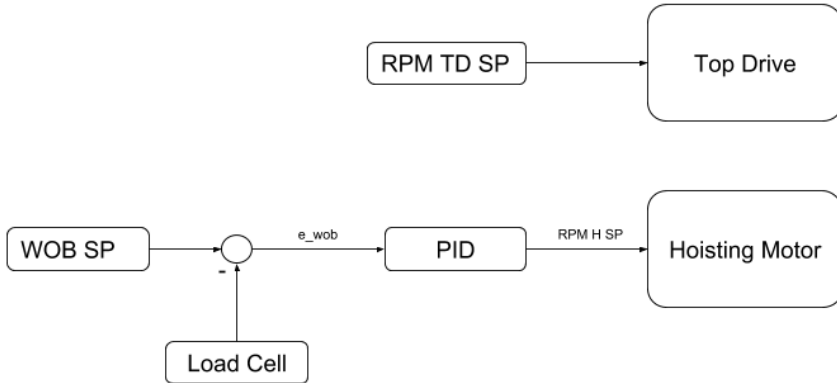 RPM TD SP
Top Drive
WOB SP
-
e_wob
PID
RPM H SP
Hoisting Motor
Load Cell